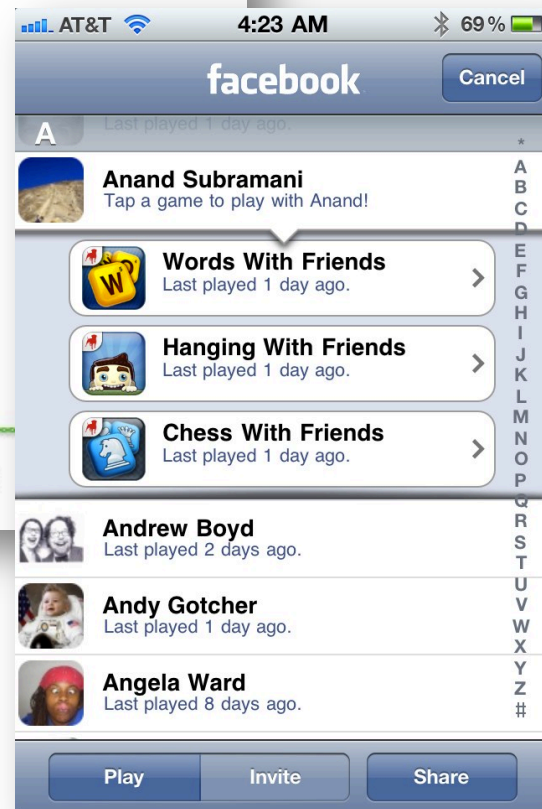 AT&T 4:23 AM 69%
facebook Cancel
A
Last played 1 day ago.
Anand Subramani
Tap a game to play with Anand!
W
Words With Friends
Last played 1 day ago.
Hanging With Friends
Last played 1 day ago.
Chess With Friends
Last played 1 day ago.
Andrew Boyd
Last played 2 days ago.
Andy Gotcher
Last played 1 day ago.
Angela Ward
Last played 8 days ago.
*
A
B
C
D
E
F
G
H
I
J
K
L
M
N
O
P
Q
R
S
T
U
V
W
X
Y
Z
#
Play Invite Share